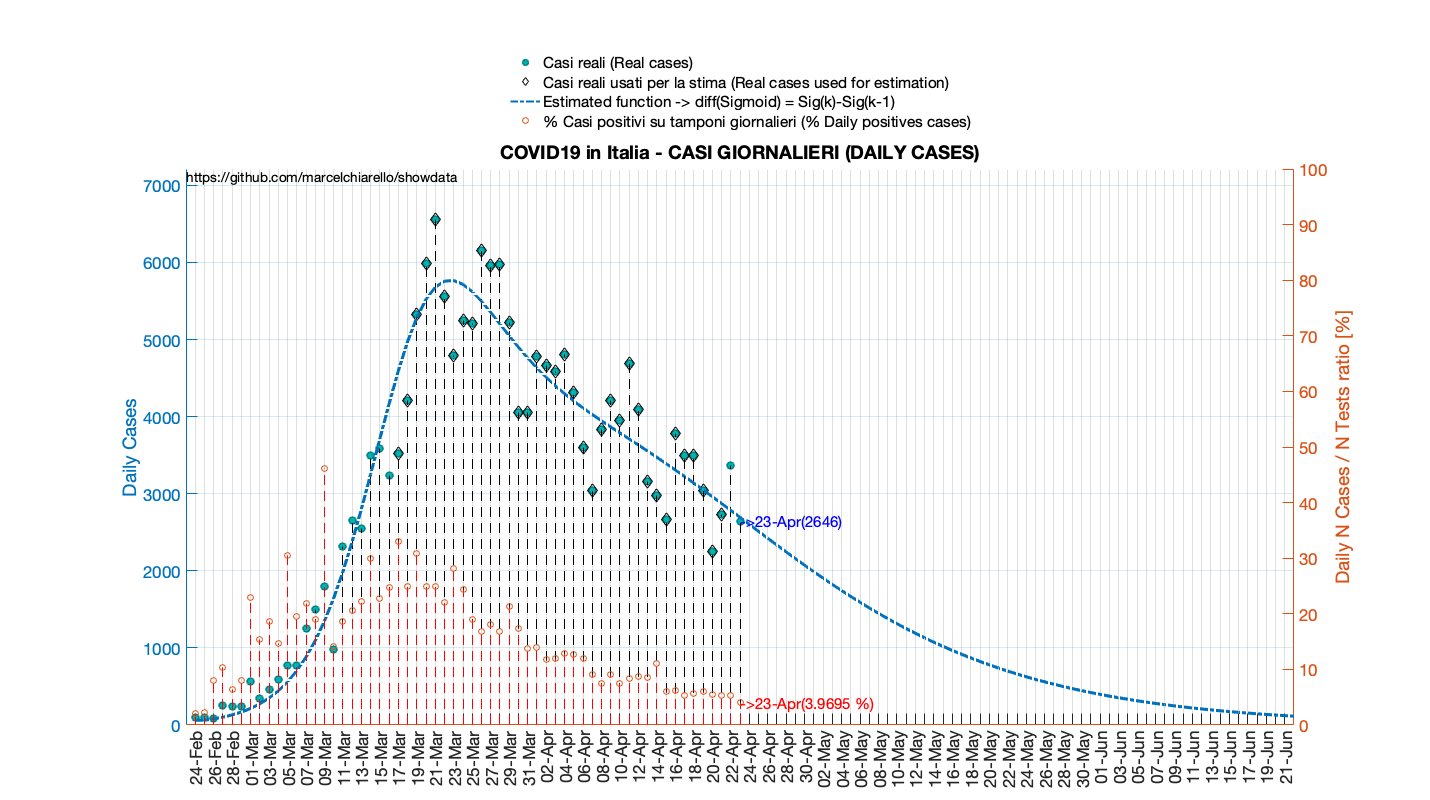 Casi reali (Real cases)
Casi reali usati per la stima (Real cases used for estimation)
Estimated function -> diff(Sigmoid) = Sig(k)-Sig(k-1)
% Casi positivi su tamponi giornalieri (% Daily positives cases)
COVID19 in Italia - CASI GIORNALIERI (DAILY CASES)
https://github.com/marcelchiarello/showdata
Daily Cases
7000
6000
5000
4000
3000
2000
1000
0
->23-Apr(2646)
->23-Apr(3.9695 %)
100
90
80
70
60
50
40
30
20
10
0
Daily N Cases / N Tests ratio [%]
24-Feb
26-Feb
28-Feb
01-Mar
03-Mar
05-Mar
07-Mar
09-Mar
11-Mar
13-Mar
15-Mar
17-Mar
19-Mar
21-Mar
23-Mar
25-Mar
27-Mar
29-Mar
31-Mar
02-Apr
04-Apr
06-Apr
08-Apr
10-Apr
12-Apr
14-Apr
16-Apr
18-Apr
20-Apr
22-Apr
24-Apr
26-Apr
28-Apr
30-Apr
02-May
04-May
06-May
08-May
10-May
12-May
14-May
16-May
18-May
20-May
22-May
24-May
26-May
28-May
30-May
01-Jun
03-Jun
05-Jun
07-Jun
09-Jun
11-Jun
13-Jun
15-Jun
17-Jun
19-Jun
21-Jun